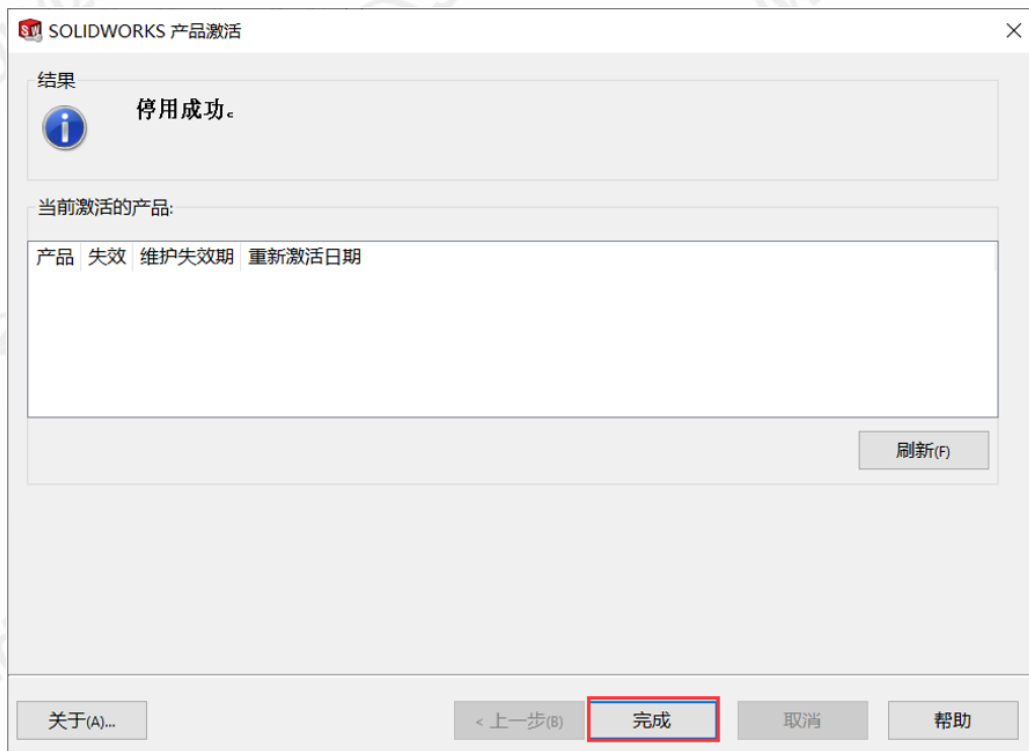 SOLIDWORKS 产品激活
结果
停用成功。
当前激活的产品:
产品 失效 维护失效期 重新激活日期
刷新(F)
关于(A)... < 上一步(B) 完成 取消 帮助